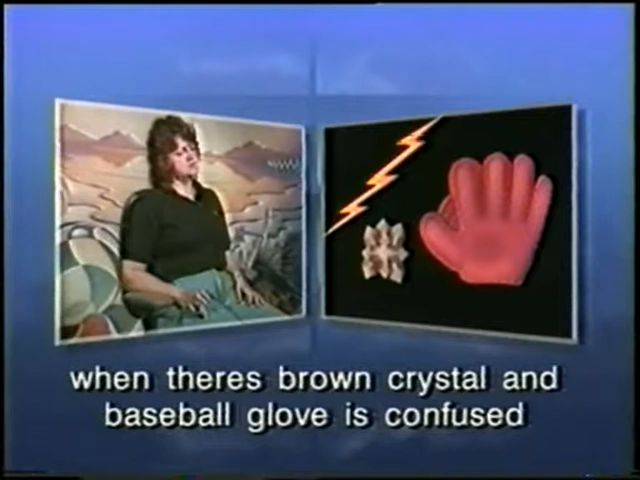 when theres brown crystal and
baseball glove is confused